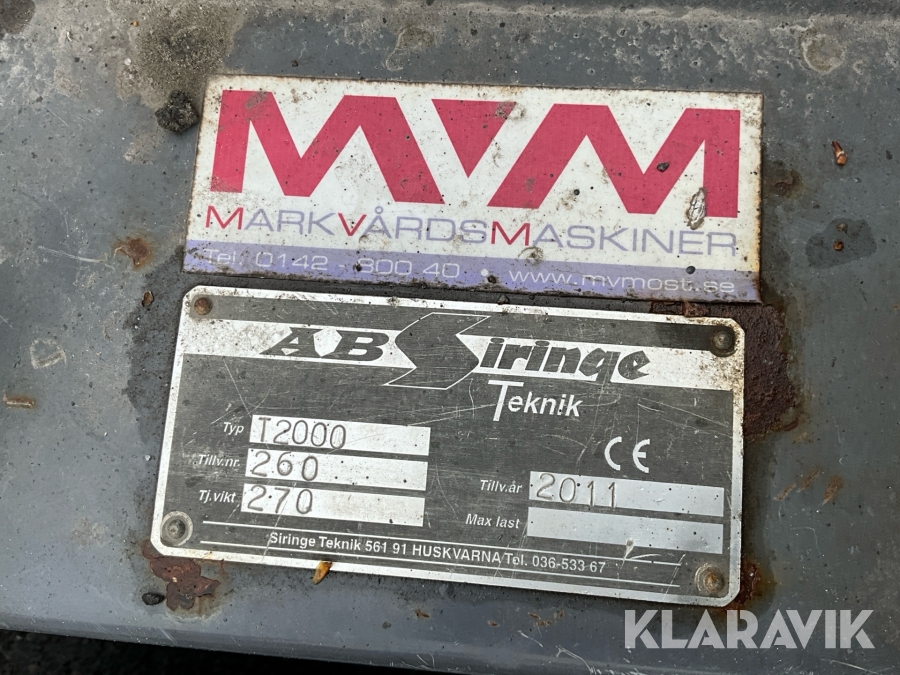 MVM
MARKVÅRDSMASKINER
Tel. 0142 - 800 40 • www.mvmost.se
AB Siringe
Teknik
Typ T2000
CE
Tillv.nr. 260
Tillv.år 2011
Tj.vikt 270
Max last
Siringe Teknik 561 91 HUSKVARNA Tel. 036-533 67
KLARAVIK